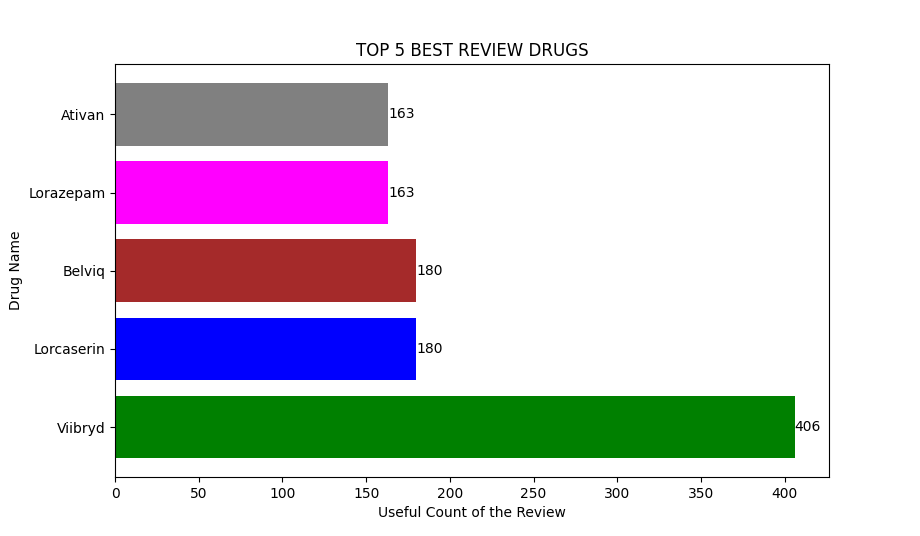 TOP 5 BEST REVIEW DRUGS
Drug Name
Ativan 163
Lorazepam 163
Belviq 180
Lorcaserin 180
Viibryd 406
0 50 100 150 200 250 300 350 400
Useful Count of the Review